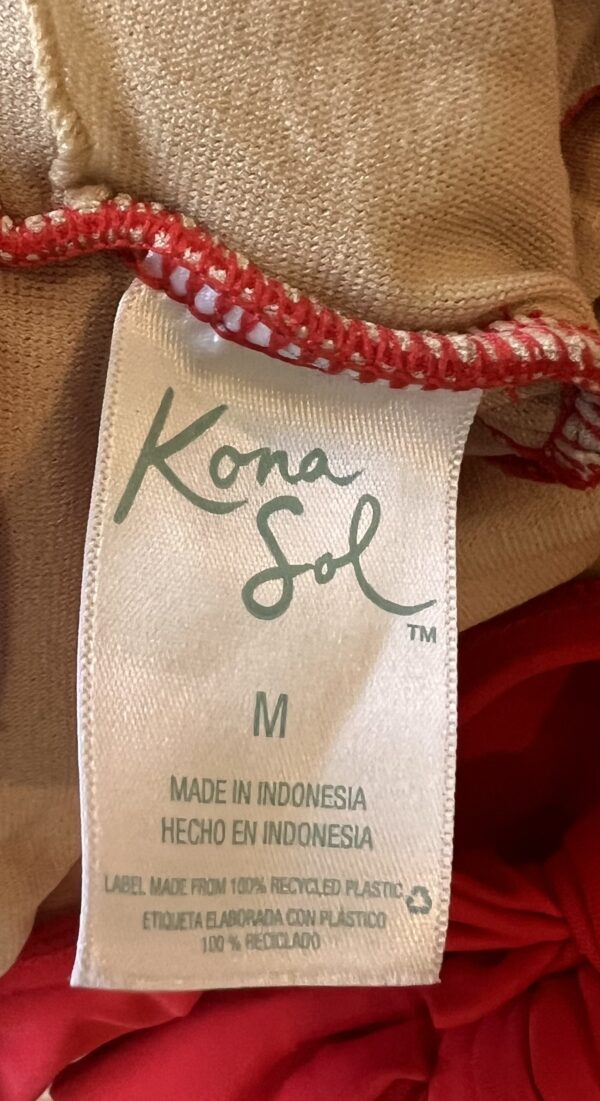 Kona
Sol
TM
M
MADE IN INDONESIA
HECHO EN INDONESIA
LABEL MADE FROM 100% RECYCLED PLASTIC
ETIQUETA ELABORADA CON PLÁSTICO
100 % RECICLADO